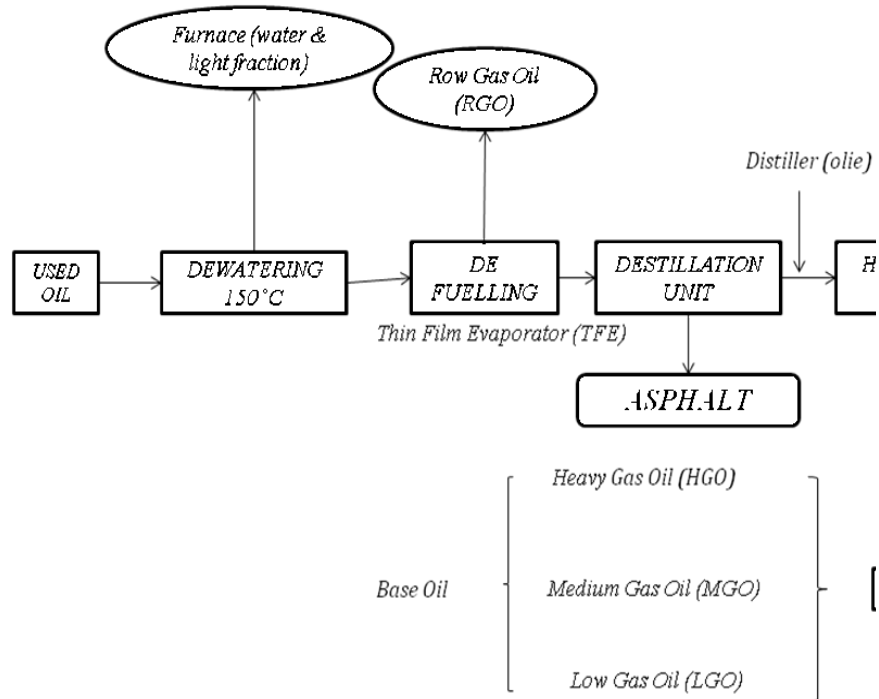 Furnace (water &
light fraction)
Row Gas Oil
(RGO)
Distiller (olie)
USED
OIL
DEWATERING
150°C
DE
FUELLING
DESTILLATION
UNIT
H
Thin Film Evaporator (TFE)
ASPHALT
Heavy Gas Oil (HGO)
Base Oil
Medium Gas Oil (MGO)
Low Gas Oil (LGO)